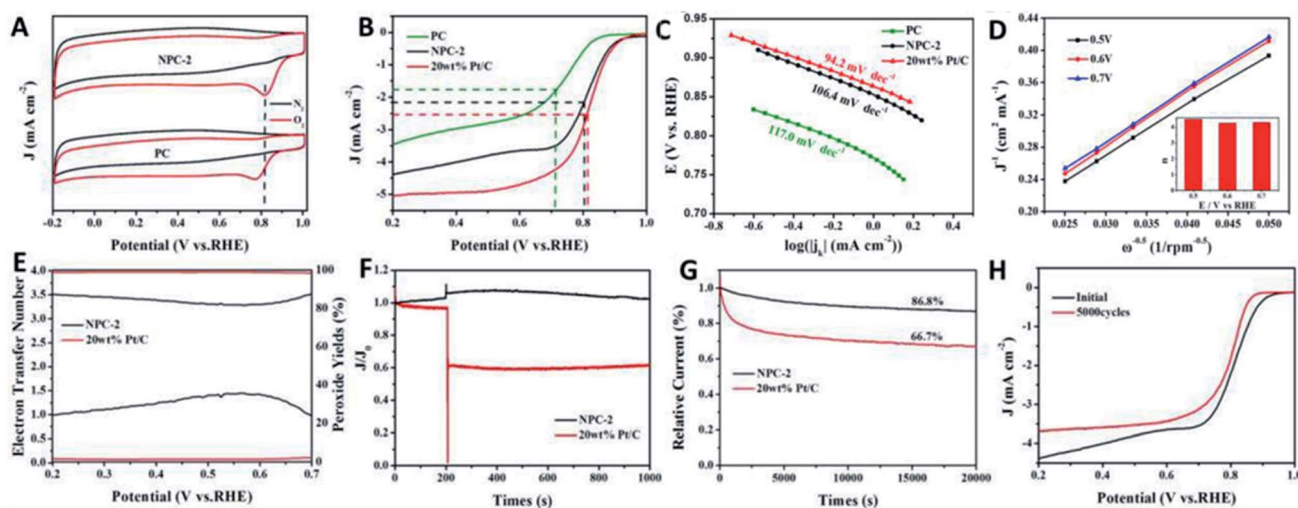 A
NPC-2
N2
O2
PC
J (mA cm-2)
-0.2 0.0 0.2 0.4 0.6 0.8 1.0
Potential (V vs.RHE)
B
PC
NPC-2
20wt% Pt/C
J (mA cm-2)
0
-1
-2
-3
-4
-5
-6
0.2 0.4 0.6 0.8 1.0
Potential (V vs.RHE)
C
PC
NPC-2
20wt% Pt/C
94.2 mV dec-1
106.4 mV dec-1
117.0 mV dec-1
E (V vs. RHE)
0.95
0.90
0.85
0.80
0.75
0.70
-0.6 -0.4 -0.2 0.0 0.2 0.4
log(|jk| (mA cm-2)
D
0.5V
0.6V
0.7V
J-1 (cm2 mA-1)
0.40
0.36
0.32
0.28
0.24
0.20
n
4
2
0
0.5 0.6 0.7
E / V vs RHE
0.025 0.030 0.035 0.040 0.045 0.050
ω-0.5 (1/rpm-0.5)
E
Electron Transfer Number
4.0
3.5
3.0
2.5
2.0
1.5
1.0
0.5
0.0
NPC-2
20wt% Pt/C
100
80
60
40
20
0
Peroxide Yields (%)
0.2 0.3 0.4 0.5 0.6 0.7
Potential (V vs.RHE)
F
J/J0
1.2
1.0
0.8
0.6
0.4
0.2
0.0
NPC-2
20wt% Pt/C
0 200 400 600 800 1000
Times (s)
G
Relative Current (%)
1.0
0.8
0.6
0.4
0.2
0.0
86.8%
66.7%
NPC-2
20wt% Pt/C
0 5000 10000 15000 20000
Times (s)
H
Initial
5000cycles
J (mA cm-2)
0
-1
-2
-3
-4
0.2 0.4 0.6 0.8 1.0
Potential (V vs.RHE)